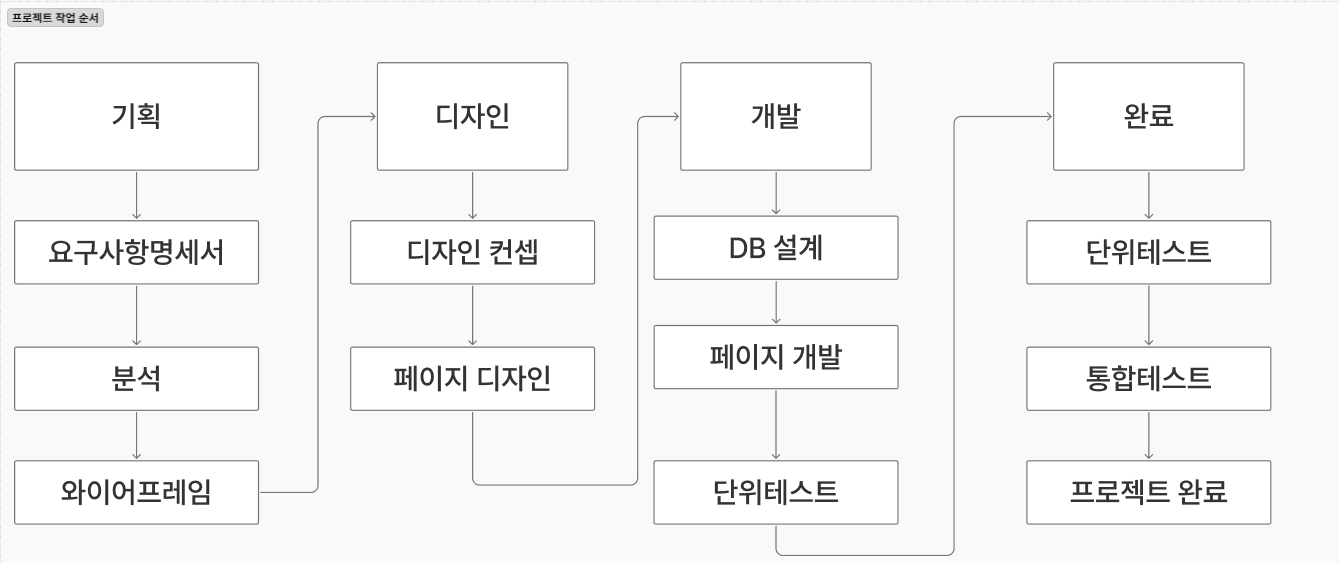 프로젝트 작업 순서
기획
요구사항명세서
분석
와이어프레임
디자인
디자인 컨셉
페이지 디자인
개발
DB 설계
페이지 개발
단위테스트
완료
단위테스트
통합테스트
프로젝트 완료